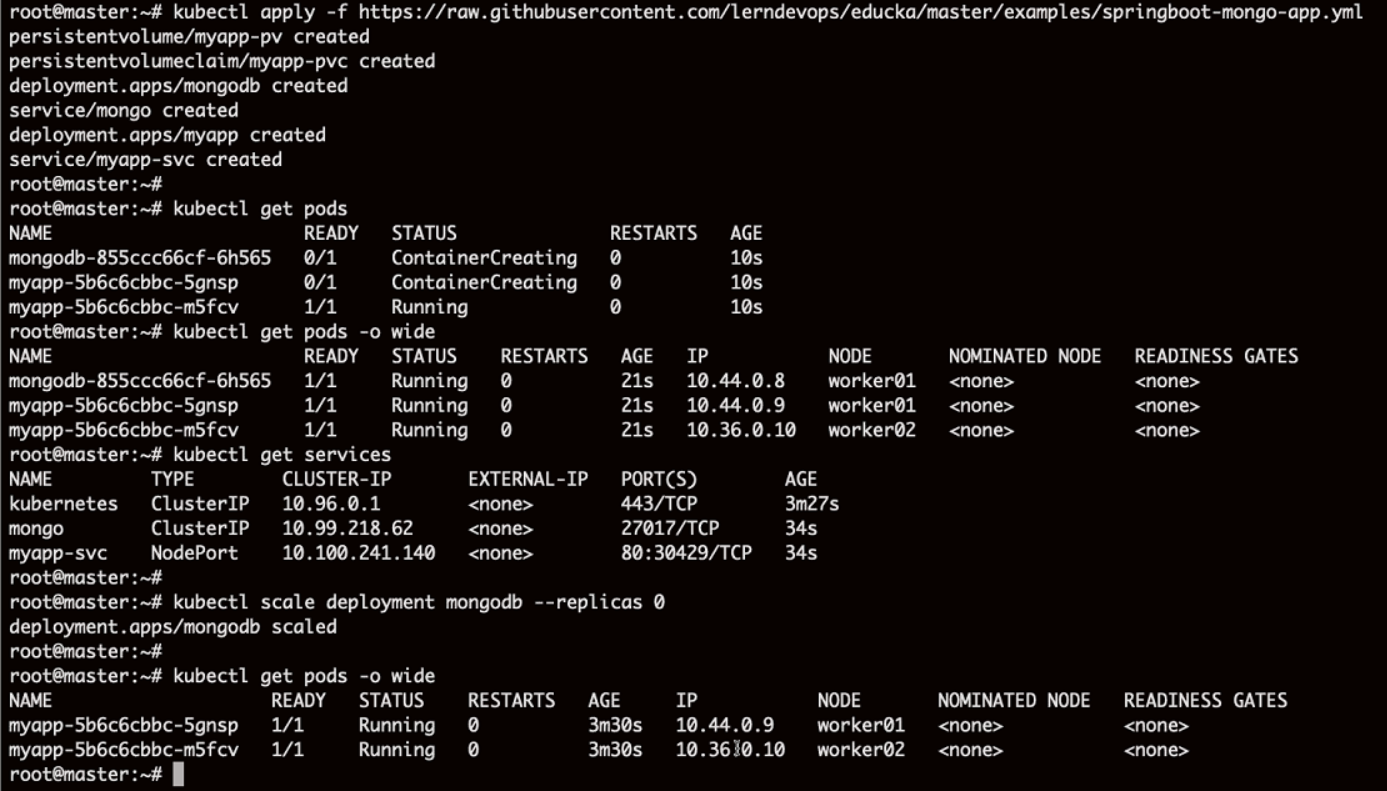 root@master:~# kubectl apply -f https://raw.githubusercontent.com/lerndevops/educka/master/examples/springboot-mongo-app.yml
persistentvolume/myapp-pv created
persistentvolumeclaim/myapp-pvc created
deployment.apps/mongodb created
service/mongo created
deployment.apps/myapp created
service/myapp-svc created
root@master:~#
root@master:~# kubectl get pods
NAME                       READY   STATUS              RESTARTS   AGE
mongodb-855ccc66cf-6h565   0/1     ContainerCreating   0          10s
myapp-5b6c6cbbc-5gnsp      0/1     ContainerCreating   0          10s
myapp-5b6c6cbbc-m5fcv      1/1     Running             0          10s
root@master:~# kubectl get pods -o wide
NAME                       READY   STATUS    RESTARTS   AGE   IP           NODE       NOMINATED NODE   READINESS GATES
mongodb-855ccc66cf-6h565   1/1     Running   0          21s   10.44.0.8    worker01   <none>           <none>
myapp-5b6c6cbbc-5gnsp      1/1     Running   0          21s   10.44.0.9    worker01   <none>           <none>
myapp-5b6c6cbbc-m5fcv      1/1     Running   0          21s   10.36.0.10   worker02   <none>           <none>
root@master:~# kubectl get services
NAME         TYPE        CLUSTER-IP       EXTERNAL-IP   PORT(S)        AGE
kubernetes   ClusterIP   10.96.0.1        <none>        443/TCP        3m27s
mongo        ClusterIP   10.99.218.62     <none>        27017/TCP      34s
myapp-svc    NodePort    10.100.241.140   <none>        80:30429/TCP   34s
root@master:~#
root@master:~# kubectl scale deployment mongodb --replicas 0
deployment.apps/mongodb scaled
root@master:~#
root@master:~# kubectl get pods -o wide
NAME                    READY   STATUS    RESTARTS   AGE     IP           NODE       NOMINATED NODE   READINESS GATES
myapp-5b6c6cbbc-5gnsp   1/1     Running   0          3m30s   10.44.0.9    worker01   <none>           <none>
myapp-5b6c6cbbc-m5fcv   1/1     Running   0          3m30s   10.36.0.10   worker02   <none>           <none>
root@master:~#